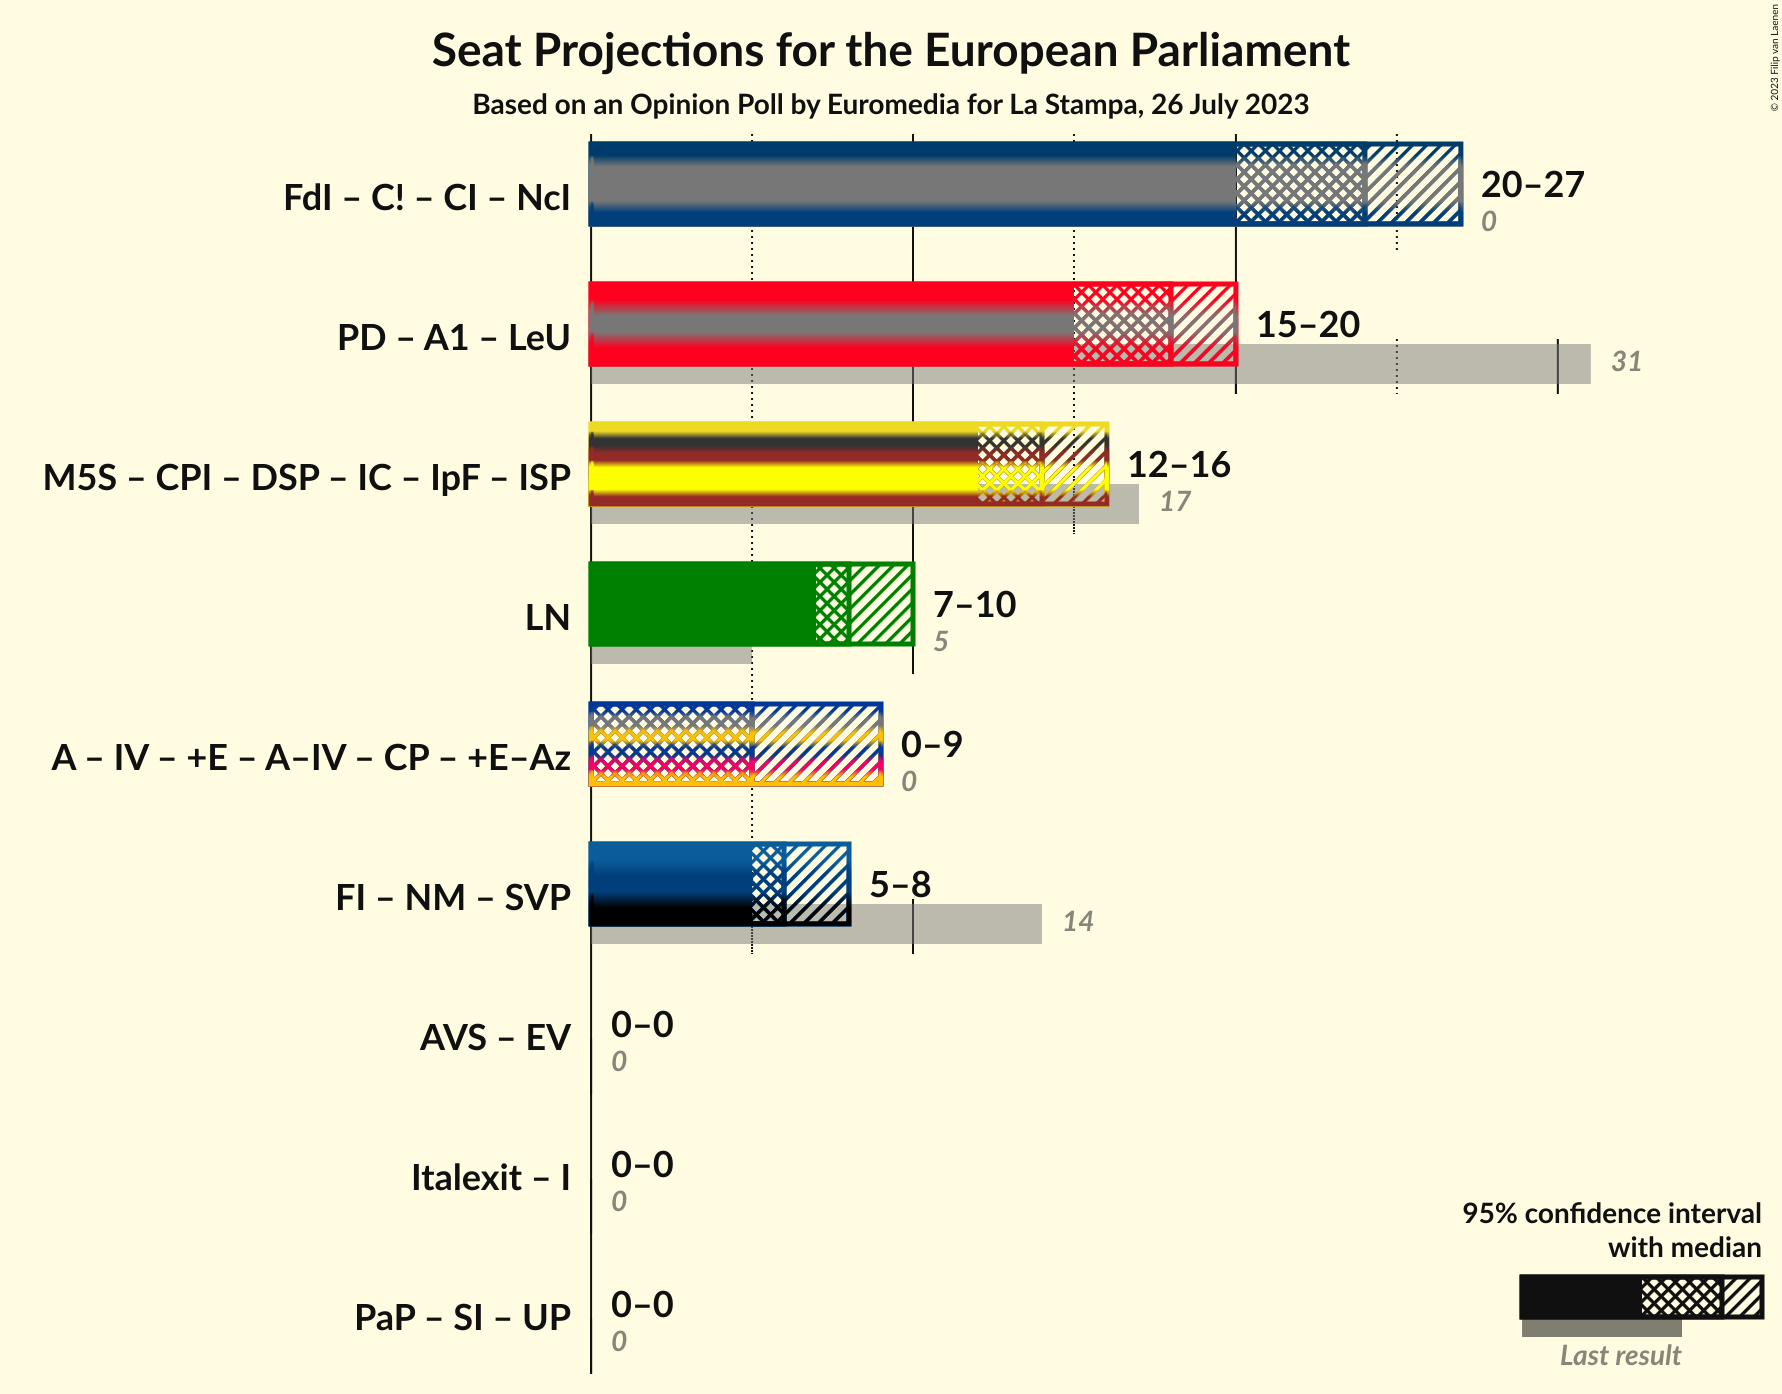 Seat Projections for the European Parliament
Based on an Opinion Poll by Euromedia for La Stampa, 26 July 2023
© 2023 Filip van Laenen
FdI – C! – CI – NcI
20–27
0
PD – A1 – LeU
15–20
31
M5S – CPI – DSP – IC – IpF – ISP
12–16
17
LN
7–10
5
A – IV – +E – A–IV – CP – +E–Az
0–9
0
FI – NM – SVP
5–8
14
AVS – EV
0–0
0
Italexit – I
0–0
0
PaP – SI – UP
0–0
0
95% confidence interval
with median
Last result